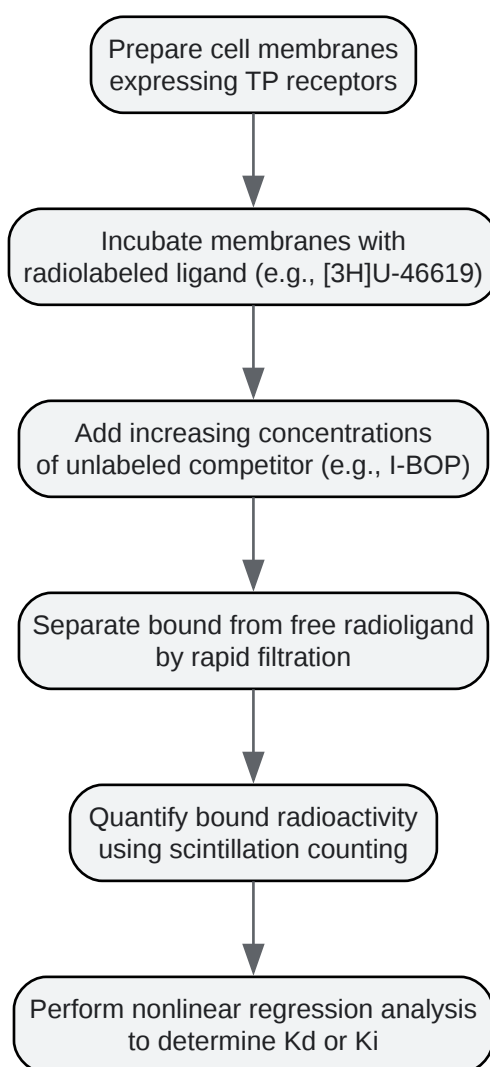 Prepare cell membranes
expressing TP receptors
Incubate membranes with
radiolabeled ligand (e.g., [3H]U-46619)
Add increasing concentrations
of unlabeled competitor (e.g., I-BOP)
Separate bound from free radioligand
by rapid filtration
Quantify bound radioactivity
using scintillation counting
Perform nonlinear regression analysis
to determine Kd or Ki